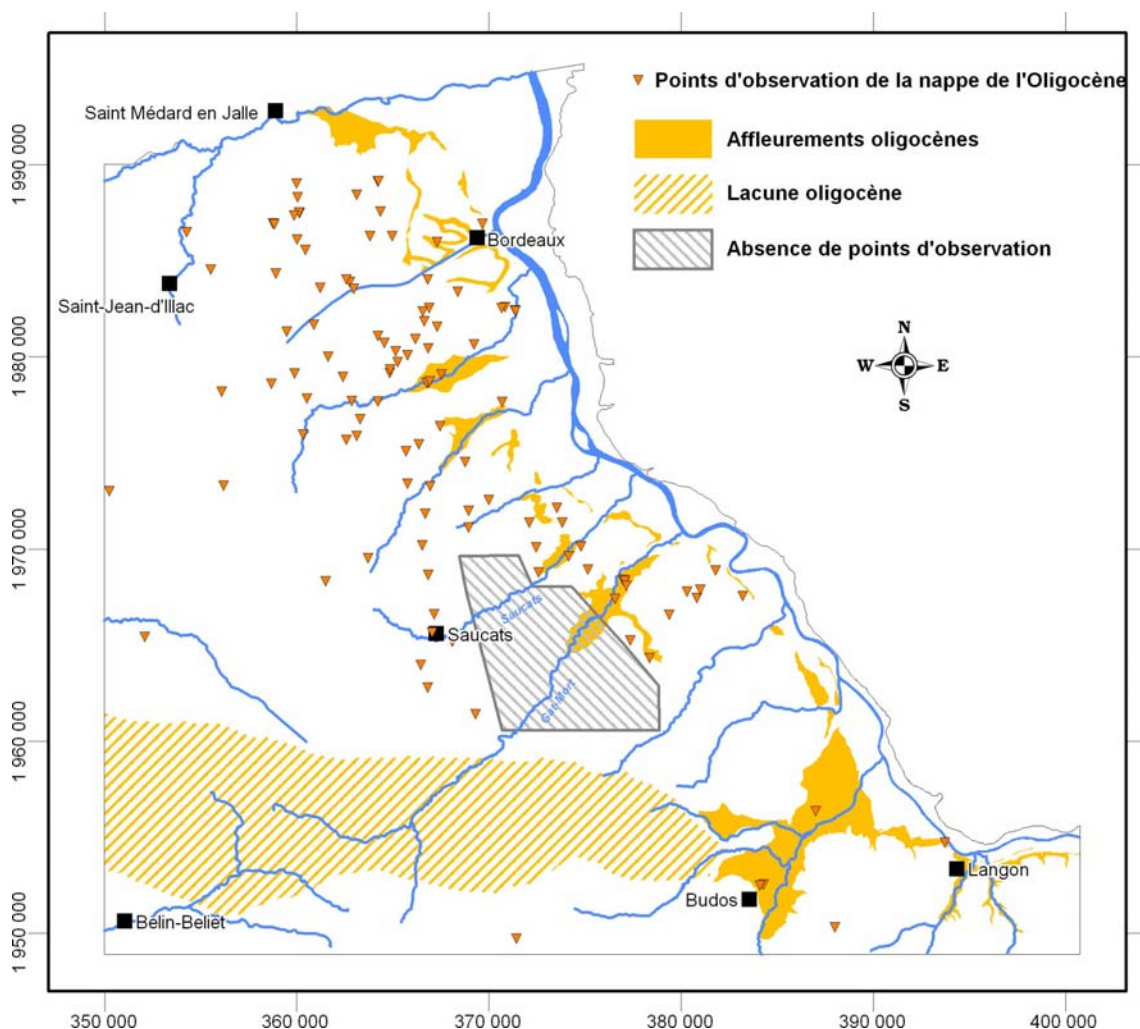 Points d'observation de la nappe de l'Oligocène
Affleurements oligocènes
Lacune oligocène
Absence de points d'observation
N
W E
S
Saint Médard en Jalle
Bordeaux
Saint-Jean-d'Illac
Saucats
Saucats
Gat-Mort
Budos
Langon
Belin-Beliet
1 990 000
1 980 000
1 970 000
1 960 000
1 950 000
350 000
360 000
370 000
380 000
390 000
400 000